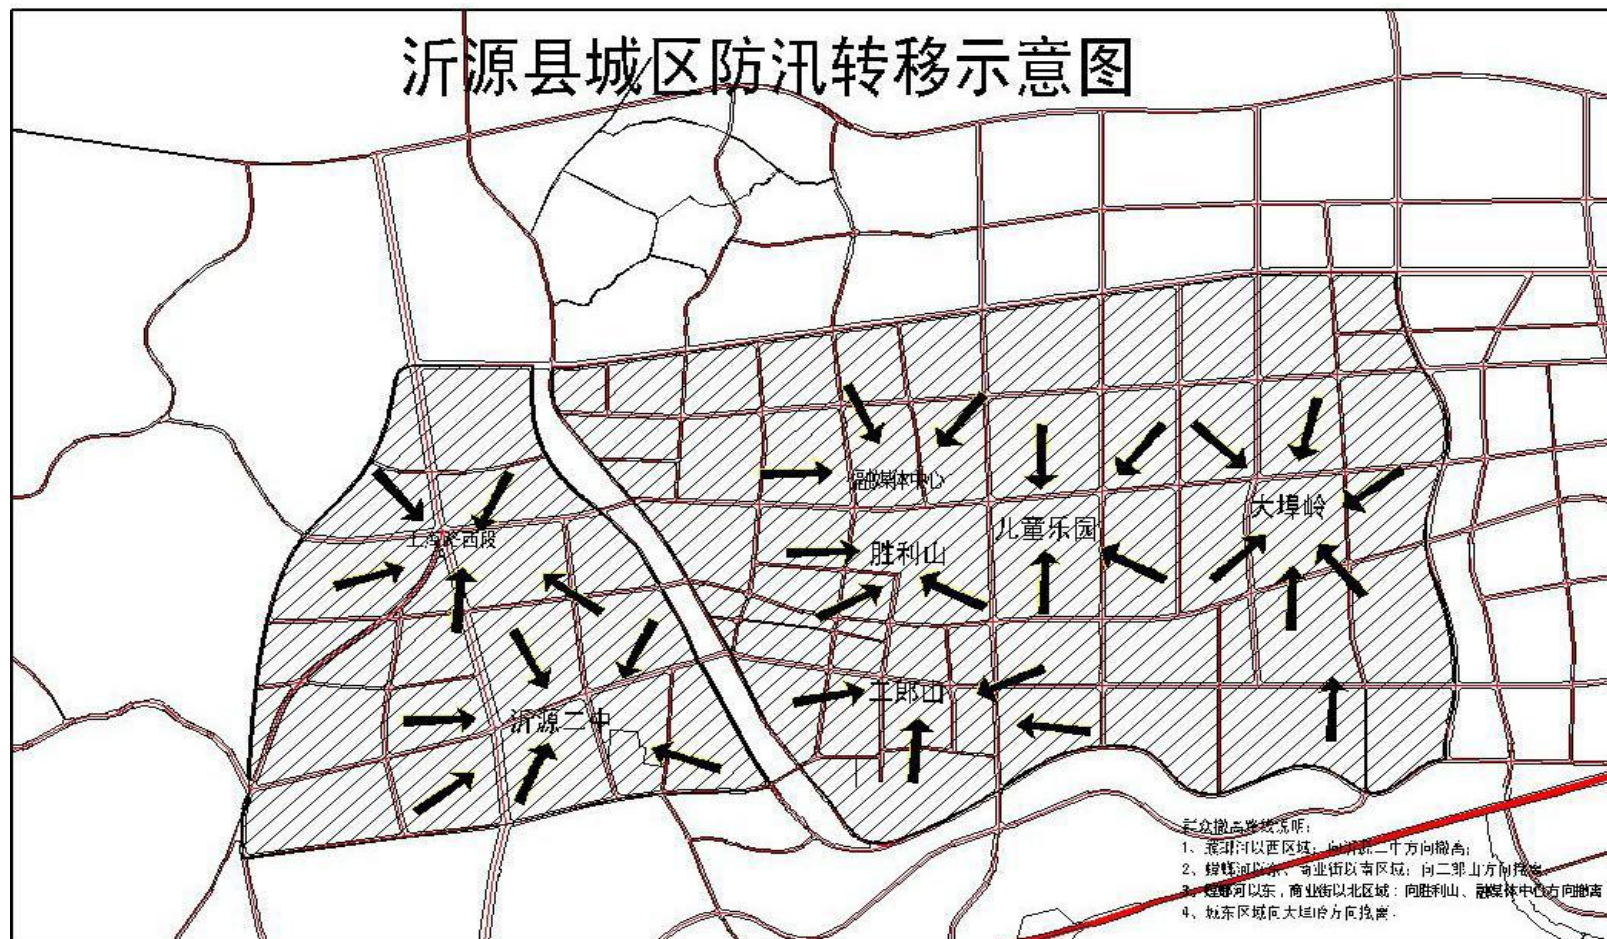 沂源县城区防汛转移示意图
融媒体中心
大埠岭
儿童乐园
上海路西段
胜利山
二郎山
沂源二中
群众撤离路线说明：
1、螳螂河以西区域：向沂源二中方向撤离；
2、螳螂河以东、商业街以南区域：向二郎山方向撤离
3、螳螂河以东，商业街以北区域：向胜利山、融媒体中心方向撤离
4、城东区域向大埠岭方向撤离.